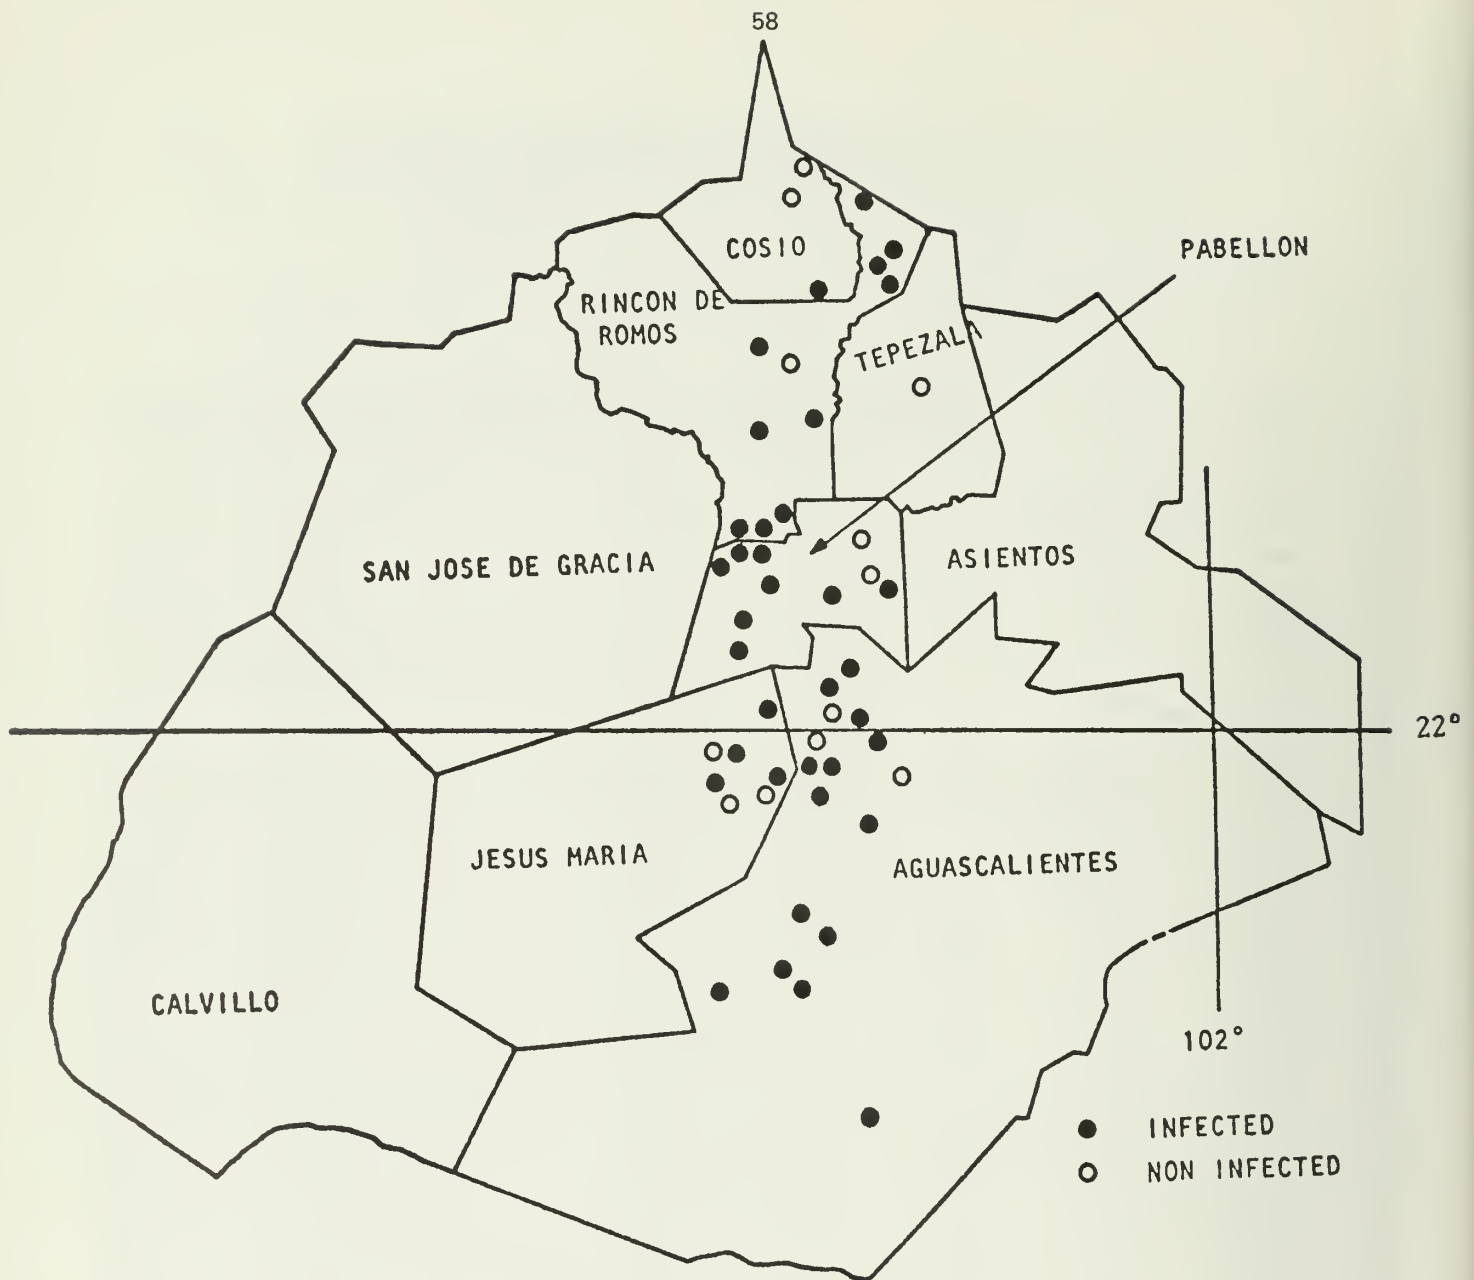 58
PABELLON
COSIO
RINCON DE
ROMOS
TEPEZALA
SAN JOSE DE GRACIA
ASIENTOS
22°
JESUS MARIA
AGUASCALIENTES
CALVILLO
102°
INFECTED
NON INFECTED